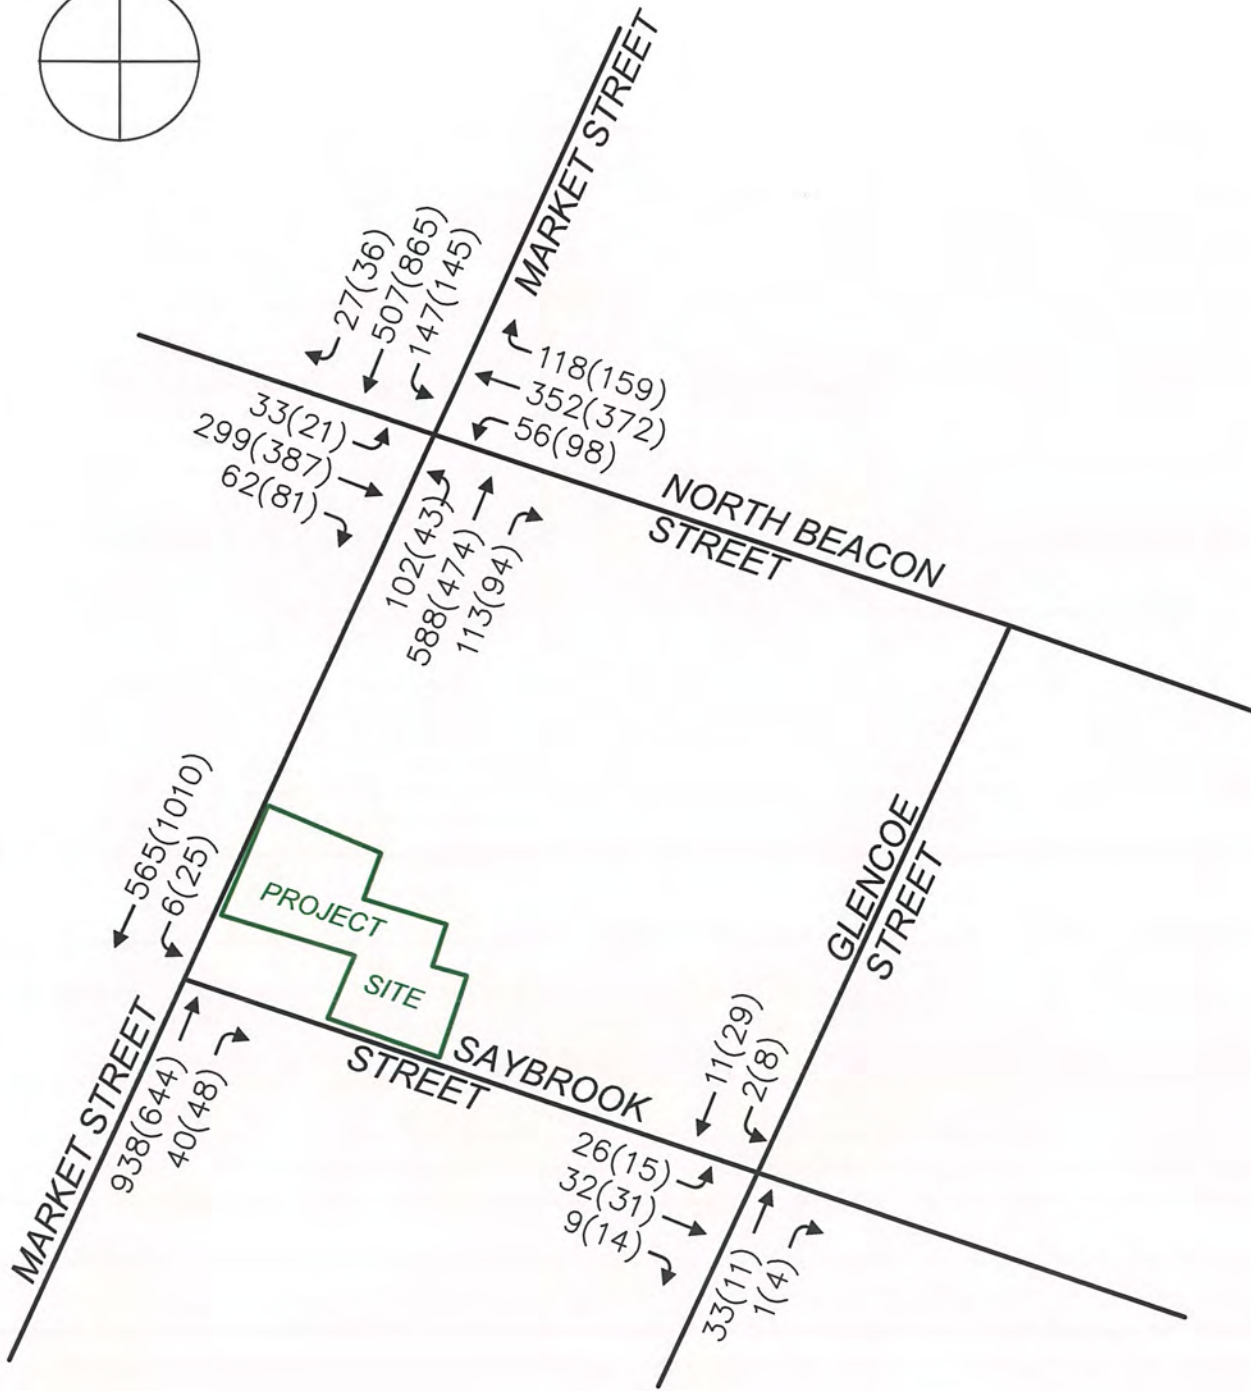 MARKET STREET
27(36)
507(865)
147(145)
118(159)
352(372)
56(98)
33(21)
299(387)
62(81)
102(43)
588(474)
113(94)
NORTH BEACON
STREET
565(1010)
6(25)
PROJECT
SITE
GLENCOE
STREET
MARKET STREET
938(644)
40(48)
SAYBROOK
STREET
11(29)
2(8)
26(15)
32(31)
9(14)
33(11)
1(4)